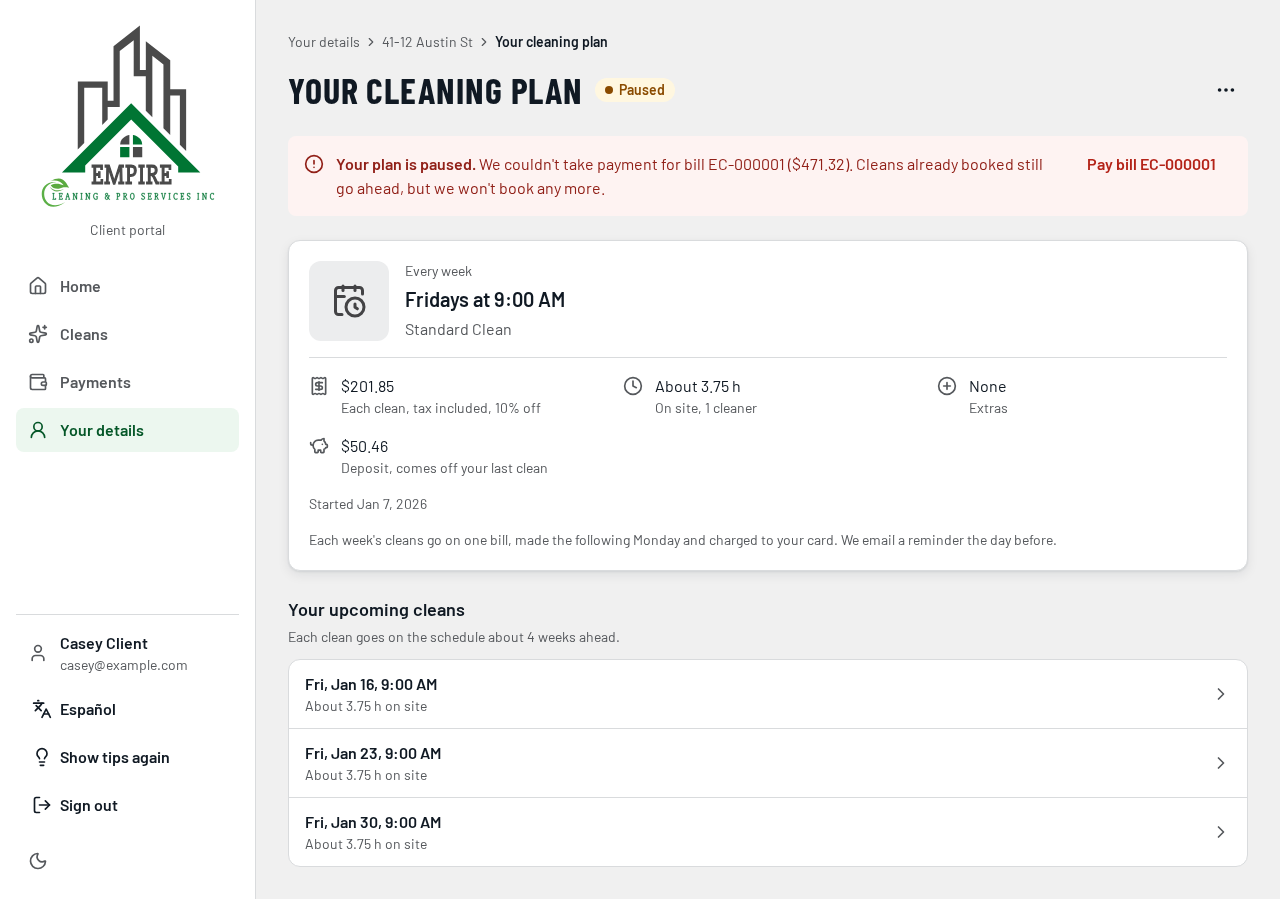 EMPIRE
LEANING & PRO SERVICES INC
Client portal
Home
Cleans
Payments
Your details
Casey Client
casey@example.com
Español
Show tips again
Sign out
Your details > 41-12 Austin St > Your cleaning plan
YOUR CLEANING PLAN
Paused
Your plan is paused. We couldn't take payment for bill EC-000001 ($471.32). Cleans already booked still
go ahead, but we won't book any more.
Pay bill EC-000001
Every week
Fridays at 9:00 AM
Standard Clean
$201.85
Each clean, tax included, 10% off
About 3.75 h
On site, 1 cleaner
None
Extras
$50.46
Deposit, comes off your last clean
Started Jan 7, 2026
Each week's cleans go on one bill, made the following Monday and charged to your card. We email a reminder the day before.
Your upcoming cleans
Each clean goes on the schedule about 4 weeks ahead.
Fri, Jan 16, 9:00 AM
About 3.75 h on site
Fri, Jan 23, 9:00 AM
About 3.75 h on site
Fri, Jan 30, 9:00 AM
About 3.75 h on site